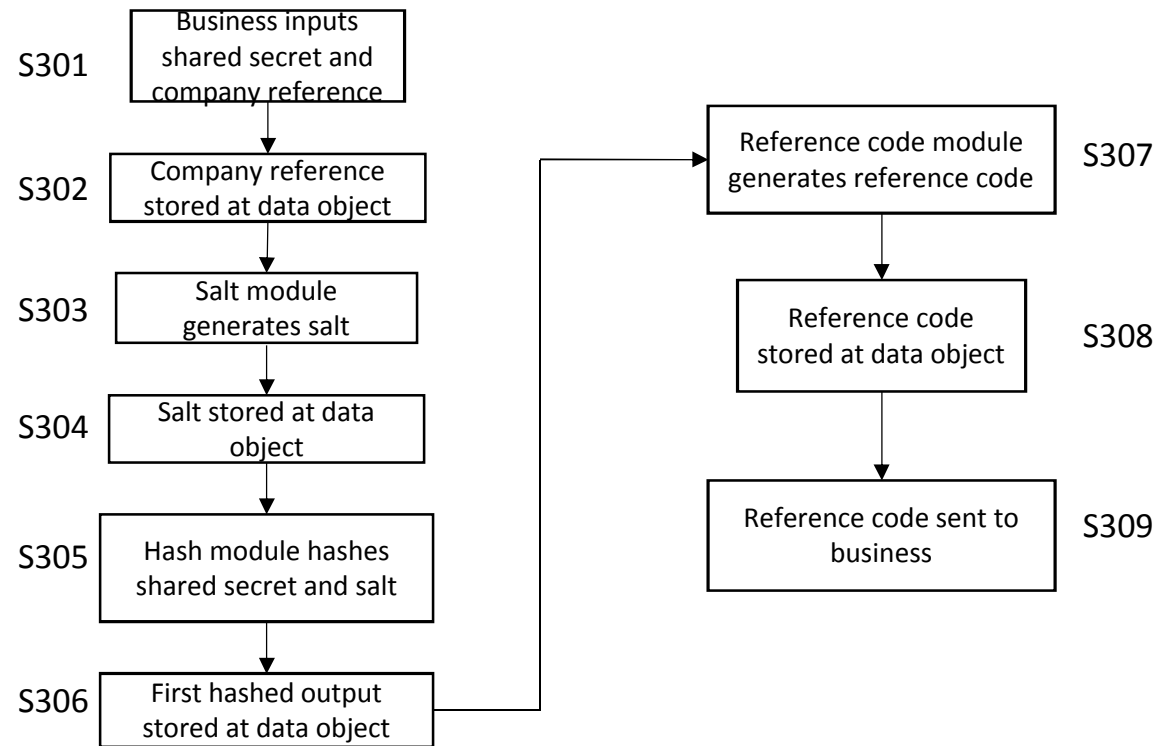 S301
Business inputs
shared secret and
company reference
S302
Company reference
stored at data object
S303
Salt module
generates salt
S304
Salt stored at data
object
S305
Hash module hashes
shared secret and salt
S306
First hashed output
stored at data object
Reference code module
generates reference code
S307
Reference code
stored at data object
S308
Reference code sent to
business
S309